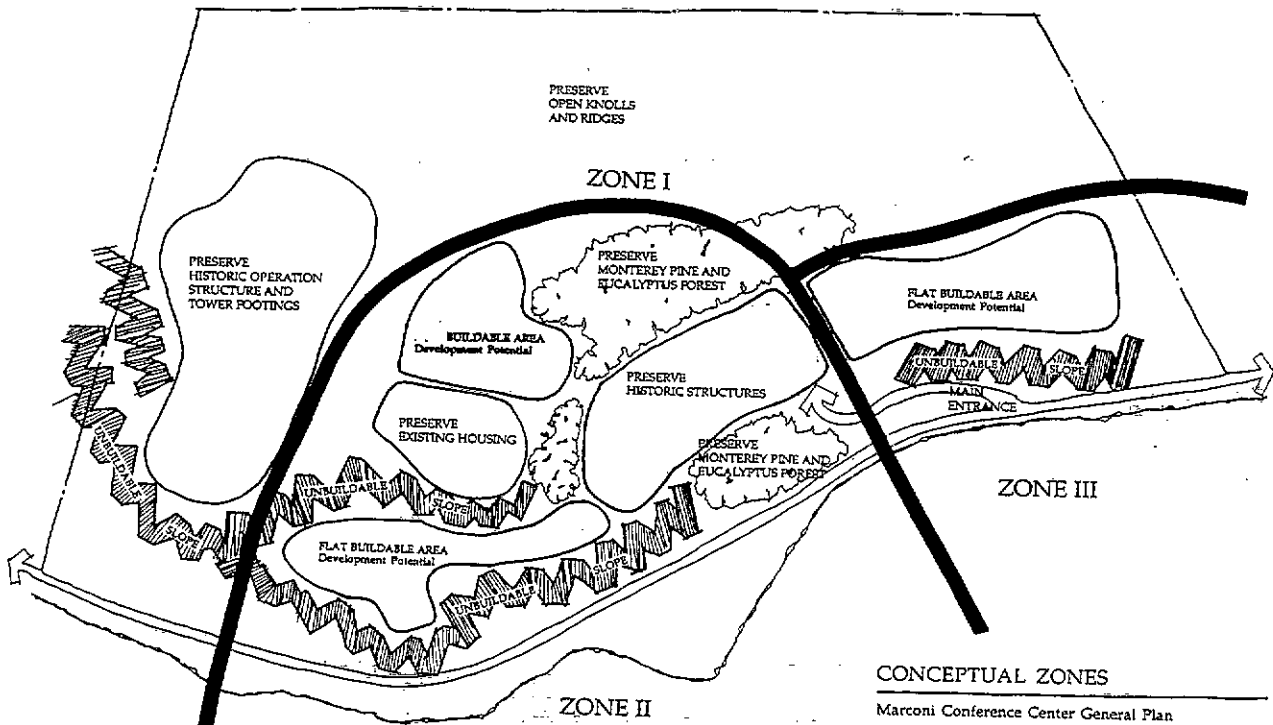 PRESERVE
OPEN KNOLLS
AND RIDGES
ZONE I
PRESERVE
HISTORIC OPERATION
STRUCTURE AND
TOWER FOOTINGS
PRESERVE
MONTEREY PINE AND
EUCALYPTUS FOREST
FLAT BUILDABLE AREA
Development Potential
BUILDABLE AREA
Development Potential
PRESERVE
HISTORIC STRUCTURES
UNBUILDABLE
SLOPE
MAIN
ENTRANCE
PRESERVE
EXISTING HOUSING
PRESERVE
MONTEREY PINE AND
EUCALYPTUS FOREST
UNBUILDABLE
SLOPE
UNBUILDABLE
SLOPE
ZONE III
FLAT BUILDABLE AREA
Development Potential
UNBUILDABLE
SLOPE
ZONE II
CONCEPTUAL ZONES
Marconi Conference Center General Plan